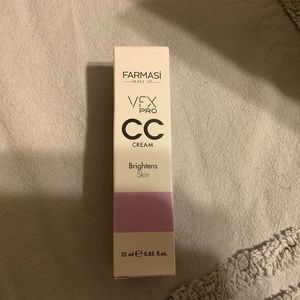 FARMASİ
MAKE UP
VFX
PRO
CC
CREAM
Brightens
Skin
25 ml ℮ 0.85 fl.oz.